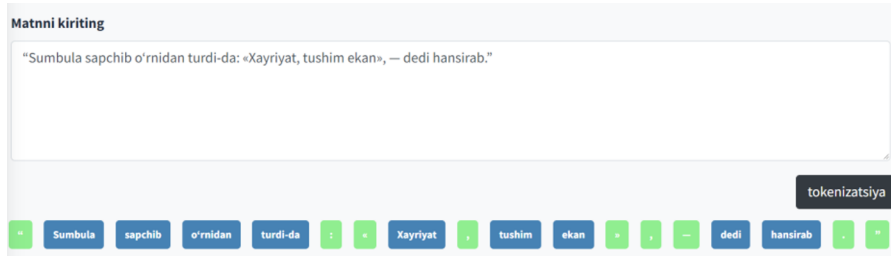 Matnni kiriting
“Sumbula sapchib o‘rnidan turdi-da: «Xayriyat, tushim ekan», — dedi hansirab.”
tokenizatsiya
“ Sumbula sapchib o‘rnidan turdi-da : « Xayriyat , tushim ekan » , — dedi hansirab . ”